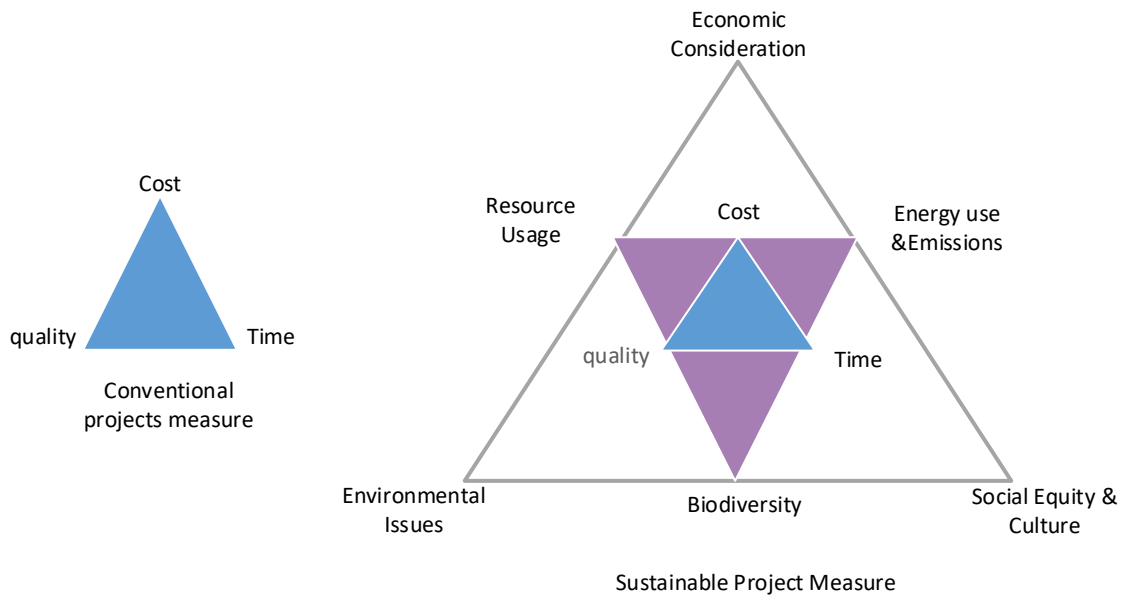 Cost
quality
Time
Conventional
projects measure
Economic
Consideration
Resource
Usage
Cost
Energy use
&Emissions
quality
Time
Environmental
Issues
Biodiversity
Social Equity &
Culture
Sustainable Project Measure